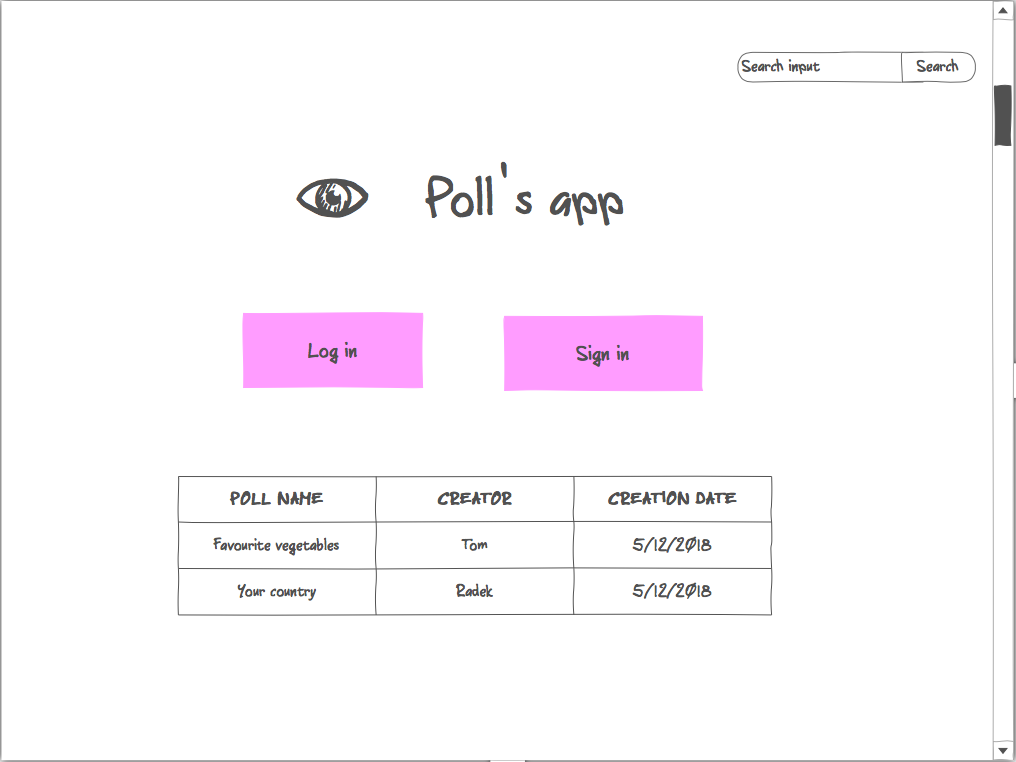 Search input Search
Poll's app
Log in Sign in
POLL NAME CREATOR CREATION DATE
Favourite vegetables Tom 5/12/2018
Your country Radek 5/12/2018